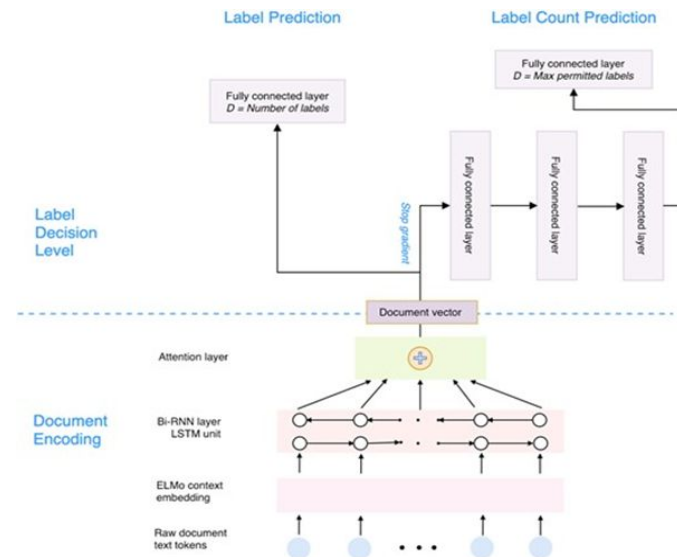 Label Prediction
Label Count Prediction
Fully connected layer
D = Max permitted labels
Fully connected layer
D = Number of labels
Fully connected layer
Fully connected layer
Fully connected layer
Stop gradient
Label
Decision
Level
Document vector
Attention layer
Document
Encoding
Bi-RNN layer
LSTM unit
ELMo context
embedding
Raw document
text tokens